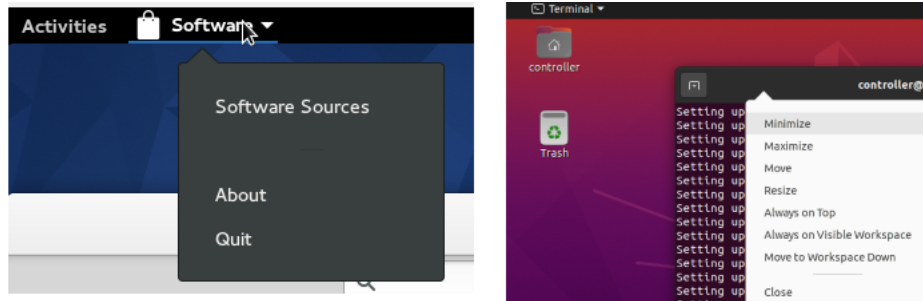 Activities Software
Software Sources
About
Quit
Terminal
controller
Trash
controller@
Setting up
Setting up
Setting up
Setting up
Setting up
Setting up
Setting up
Setting up
Setting up
Setting up
Setting up
Setting up
Setting up
Setting up
Minimize
Maximize
Move
Resize
Always on Top
Always on Visible Workspace
Move to Workspace Down
Close